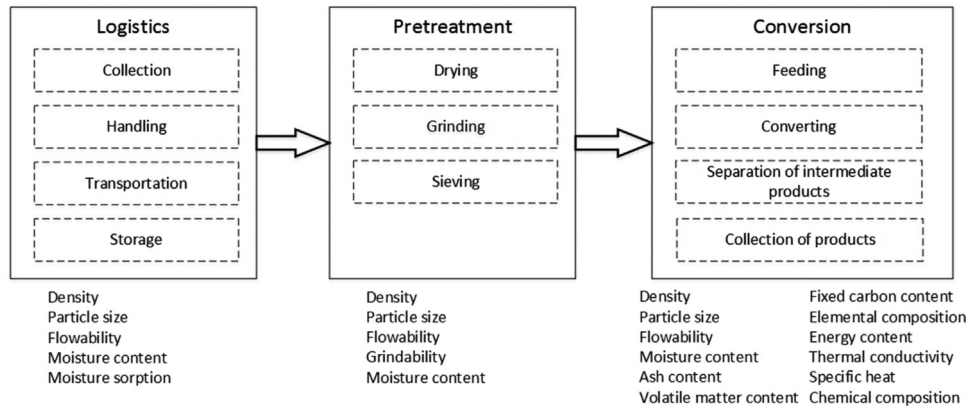 Logistics
Collection
Handling
Transportation
Storage
Density
Particle size
Flowability
Moisture content
Moisture sorption
Pretreatment
Drying
Grinding
Sieving
Density
Particle size
Flowability
Grindability
Moisture content
Conversion
Feeding
Converting
Separation of intermediate
products
Collection of products
Density
Particle size
Flowability
Moisture content
Ash content
Volatile matter content
Fixed carbon content
Elemental composition
Energy content
Thermal conductivity
Specific heat
Chemical composition